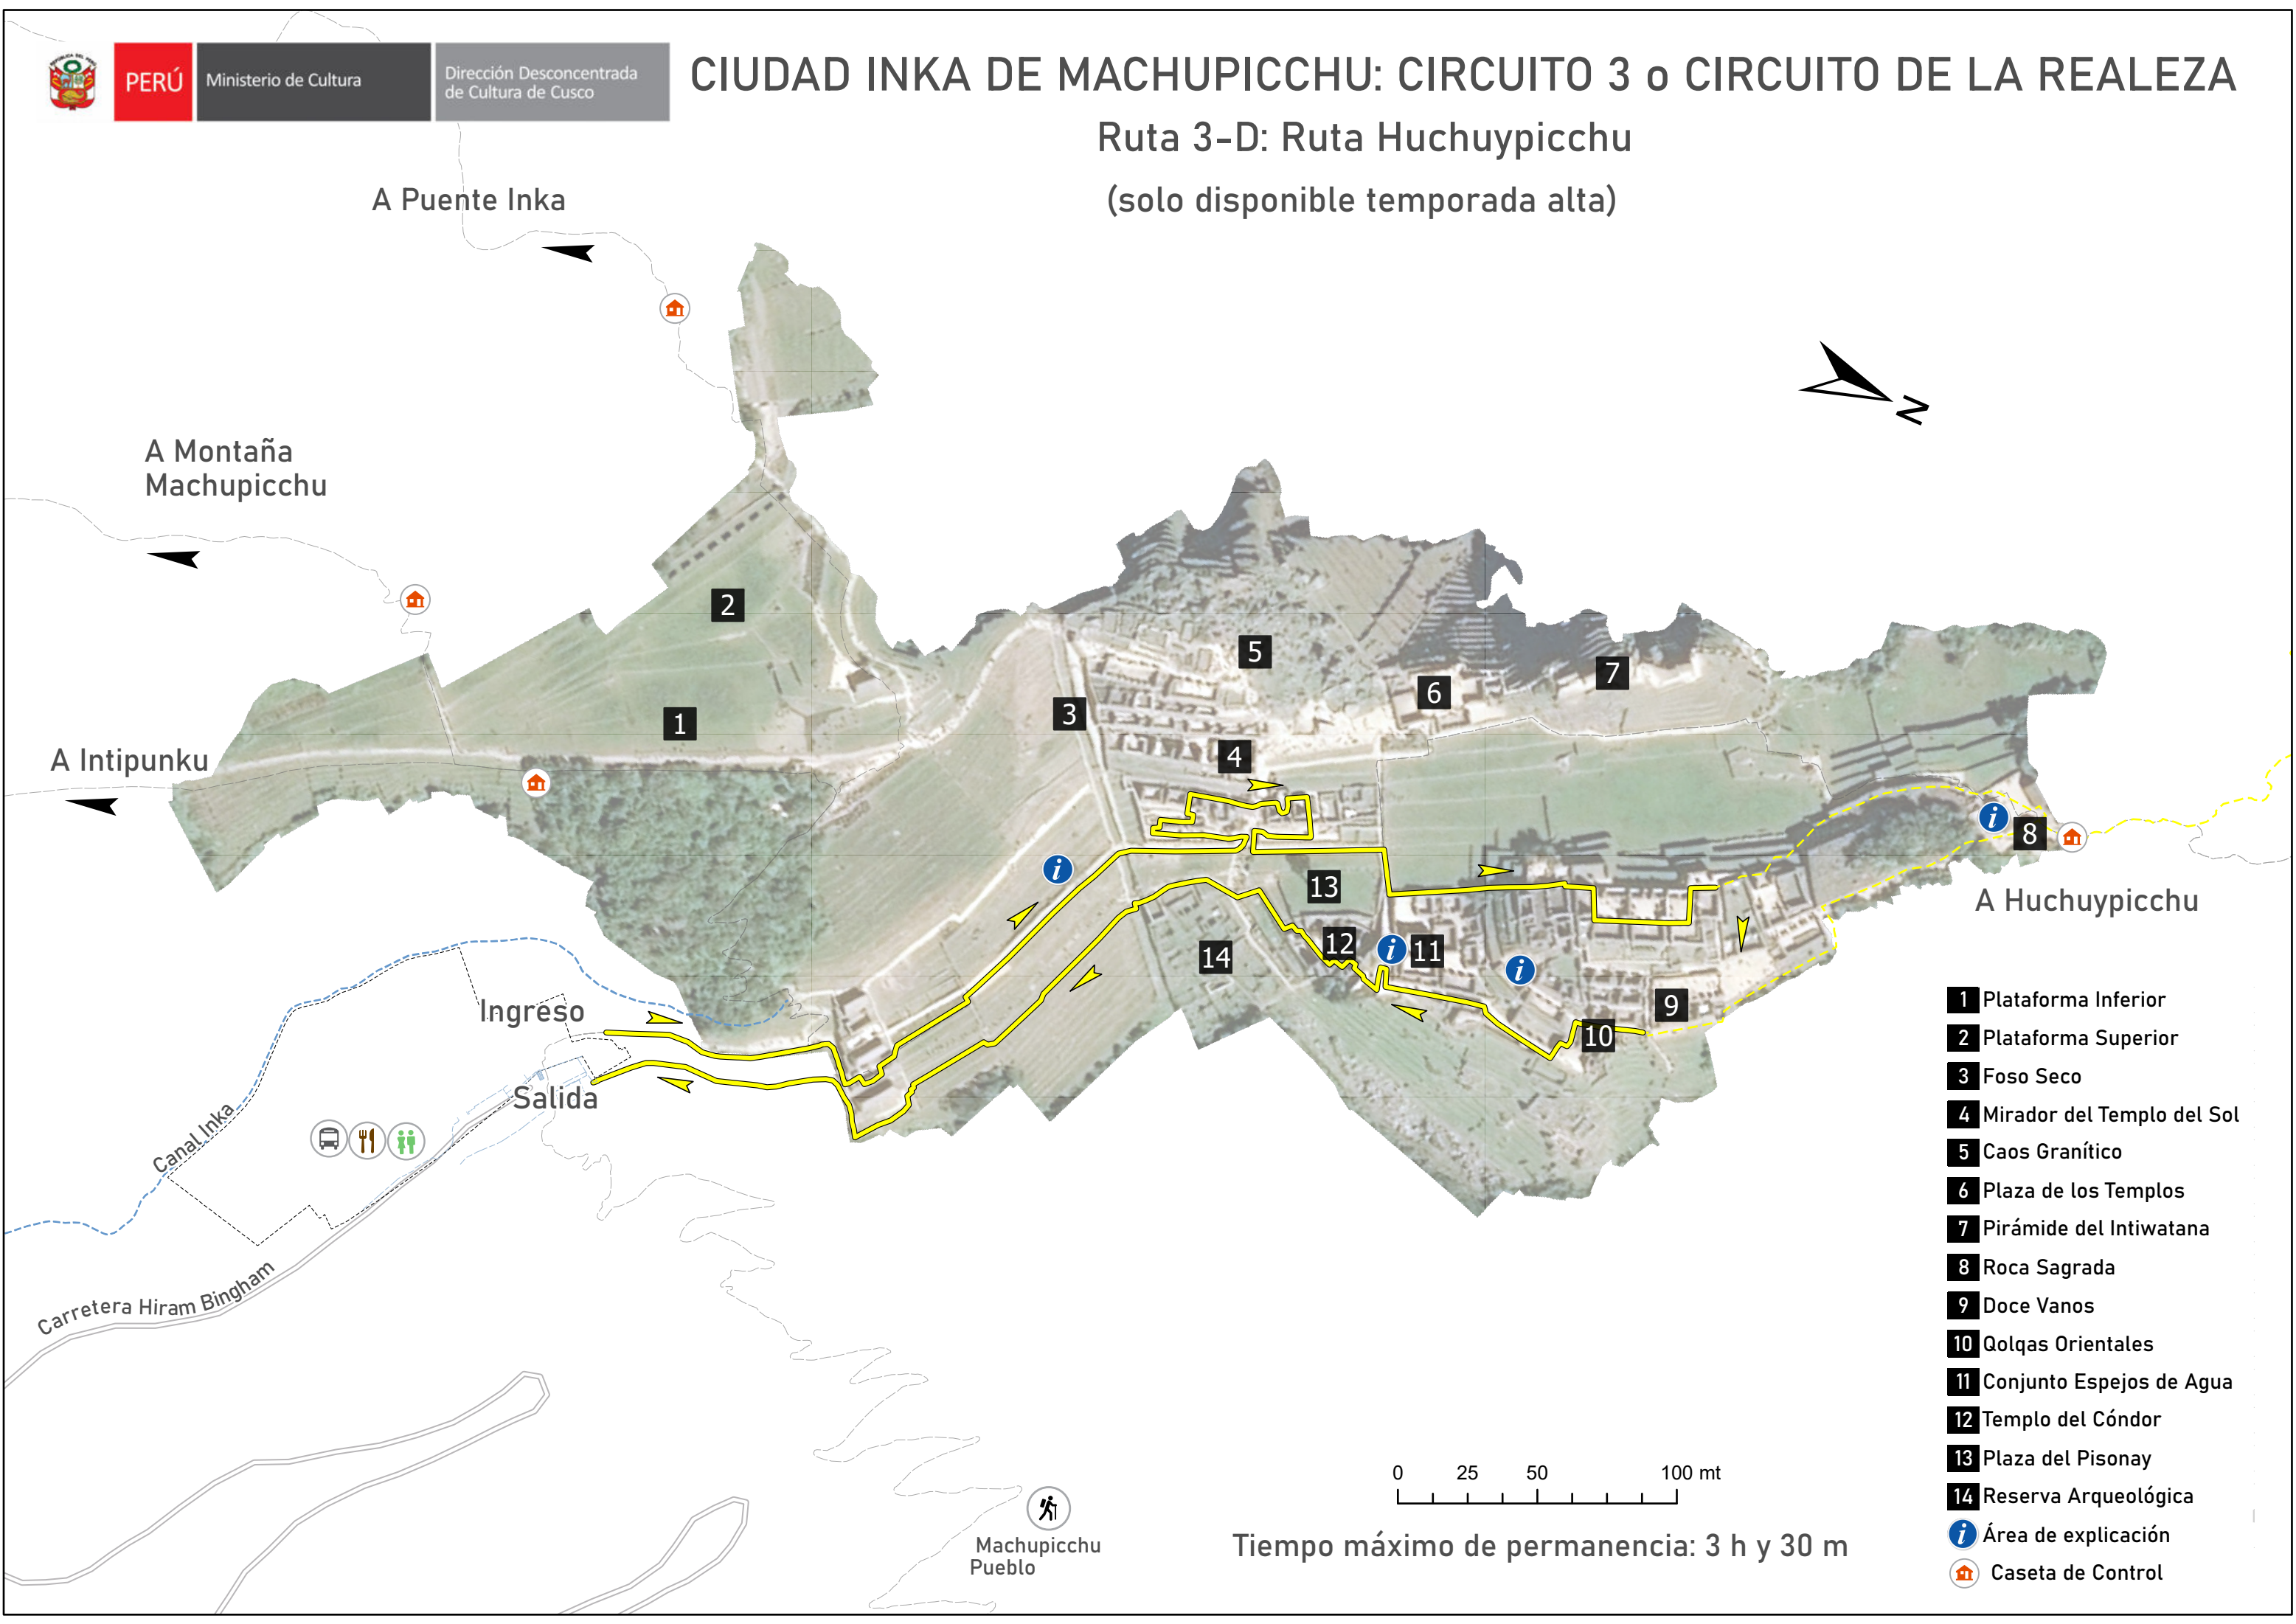 PERÚ
Ministerio de Cultura
Dirección Desconcentrada
de Cultura de Cusco
CIUDAD INKA DE MACHUPICCHU: CIRCUITO 3 o CIRCUITO DE LA REALEZA
Ruta 3-D: Ruta Huchuypicchu
(solo disponible temporada alta)
A Puente Inka
N
A Montaña
Machupicchu
2
5
7
6
3
1
4
A Intipunku
i
8
i
13
A Huchuypicchu
12
i
11
14
i
9
10
Ingreso
Salida
Canal Inka
Carretera Hiram Bingham
1 Plataforma Inferior
2 Plataforma Superior
3 Foso Seco
4 Mirador del Templo del Sol
5 Caos Granítico
6 Plaza de los Templos
7 Pirámide del Intiwatana
8 Roca Sagrada
9 Doce Vanos
10 Qolqas Orientales
11 Conjunto Espejos de Agua
12 Templo del Cóndor
13 Plaza del Pisonay
14 Reserva Arqueológica
i Área de explicación
Caseta de Control
0 25 50 100 mt
Tiempo máximo de permanencia: 3 h y 30 m
Machupicchu
Pueblo